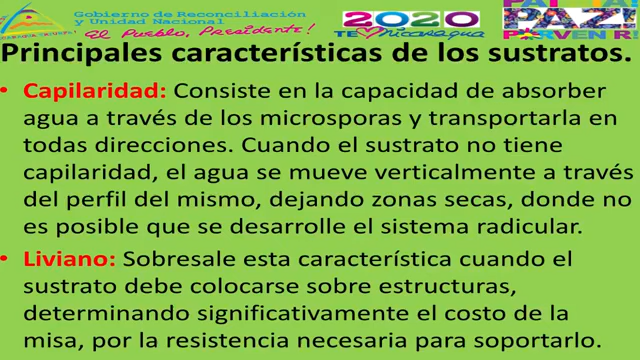 Gobierno de Reconciliación
y Unidad Nacional
El Pueblo, Presidente!
2020
TE Nicaragua
PAZ!
PORVENIR!
Principales características de los sustratos.
• Capilaridad: Consiste en la capacidad de absorber
agua a través de los microsporas y transportarla en
todas direcciones. Cuando el sustrato no tiene
capilaridad, el agua se mueve verticalmente a través
del perfil del mismo, dejando zonas secas, donde no
es posible que se desarrolle el sistema radicular.
• Liviano: Sobresale esta característica cuando el
sustrato debe colocarse sobre estructuras,
determinando significativamente el costo de la
misa, por la resistencia necesaria para soportarlo.